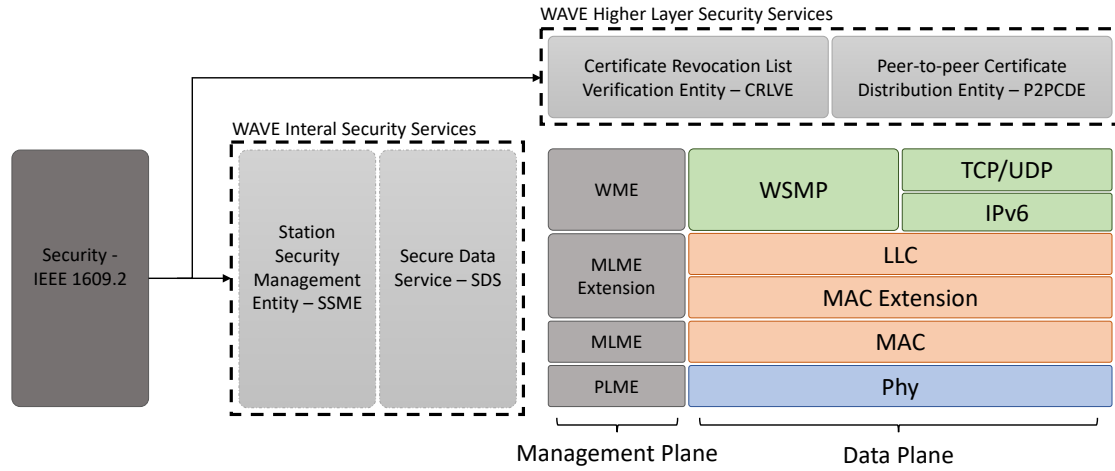 WAVE Higher Layer Security Services
Certificate Revocation List
Verification Entity – CRLVE
Peer-to-peer Certificate
Distribution Entity – P2PCDE
WAVE Interal Security Services
Security -
IEEE 1609.2
Station
Security
Management
Entity – SSME
Secure Data
Service – SDS
WME
WSMP
TCP/UDP
IPv6
MLME
Extension
LLC
MAC Extension
MLME
MAC
PLME
Phy
Management Plane
Data Plane